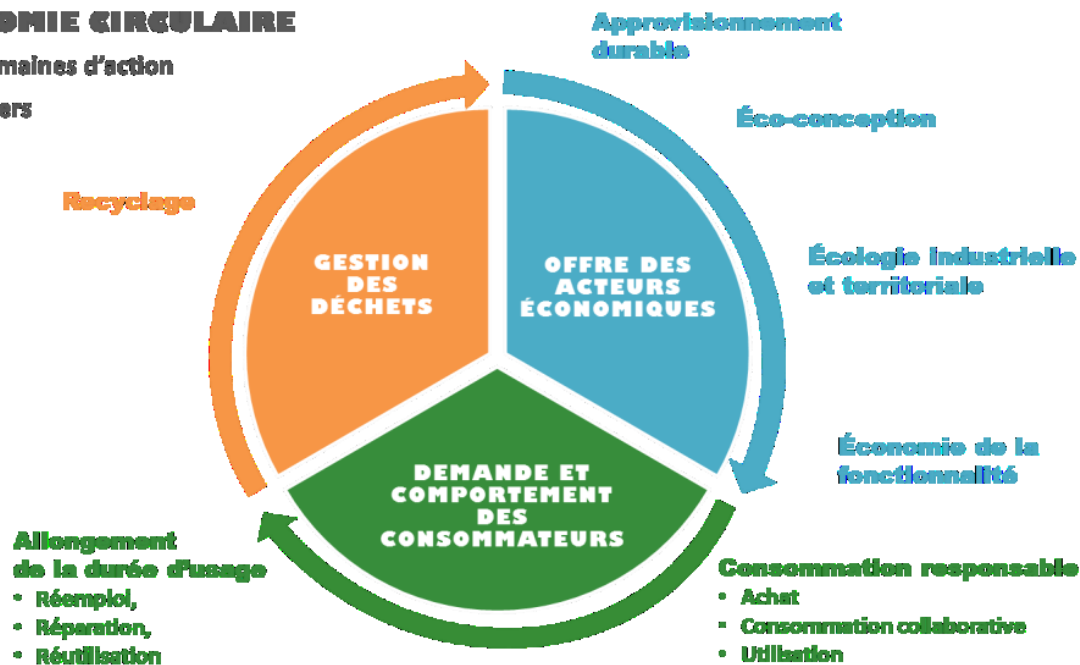 OMIE CIRCULAIRE
maines d'action
ers
Approvisionnement
durable
Éco-conception
Écologie industrielle
et territoriale
Économie de la
fonctionnalité
Recyclage
GESTION
DES
DÉCHETS
OFFRE DES
ACTEURS
ÉCONOMIQUES
DEMANDE ET
COMPORTEMENT
DES
CONSOMMATEURS
Consommation responsable
• Achat
• Consommation collaborative
• Utilisation
Allongement
de la durée d'usage
• Réemploi,
• Réparation,
• Réutilisation